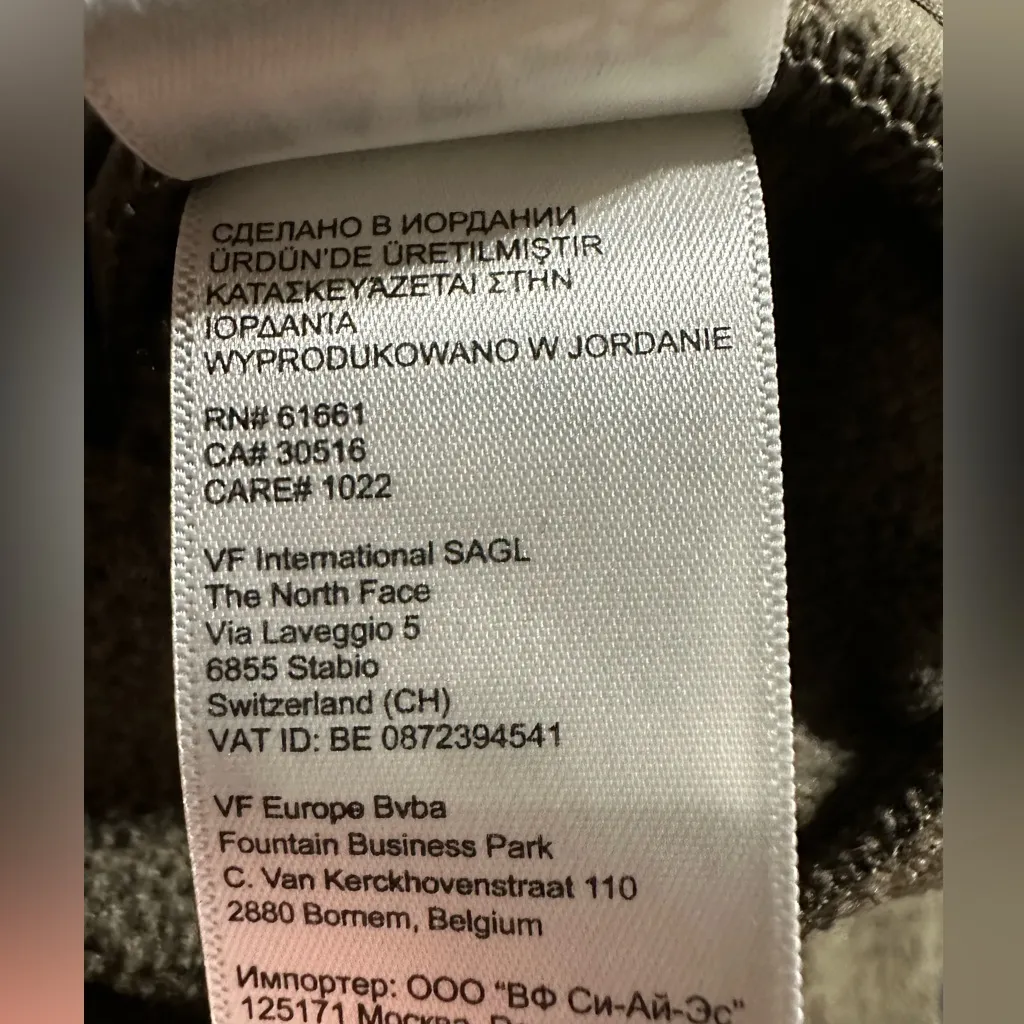 СДЕЛАНО В ИОРДАНИИ
ÜRDÜN'DE ÜRETILMIŞTIR
ΚΑΤΑΣΚΕΥΆΖΕΤΑΙ ΣΤΗΝ
ΙΟΡΔΑΝΊΑ
WYPRODUKOWANO W JORDANIE
RN# 61661
CA# 30516
CARE# 1022
VF International SAGL
The North Face
Via Laveggio 5
6855 Stabio
Switzerland (CH)
VAT ID: BE 0872394541
VF Europe Bvba
Fountain Business Park
C. Van Kerckhovenstraat 110
2880 Bornem, Belgium
Импортер: ООО “ВФ Си-Ай-Эс”
125171 Москва,